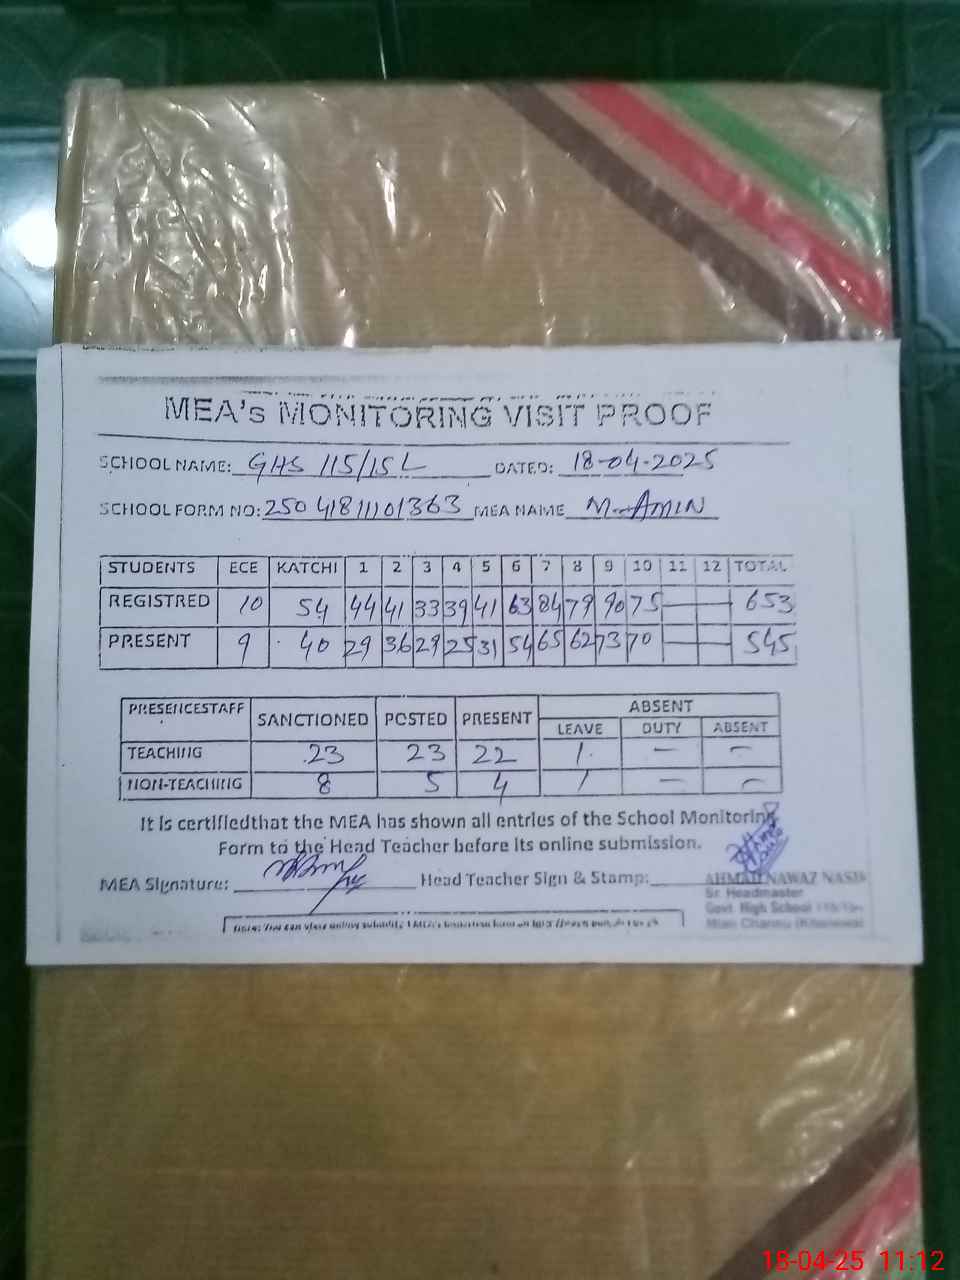 MEA's MONITORING VISIT PROOF
SCHOOL NAME: GHS 115/15L DATED: 18-04-2025
SCHOOL FORM NO: 25041811101363 MEA NAME M. AMIN
STUDENTS ECE KATCHI 1 2 3 4 5 6 7 8 9 10 11 12 TOTAL
REGISTRED 10 54 44 41 33 39 41 63 84 79 90 75 — — 653
PRESENT 9 40 29 36 29 25 31 54 65 62 73 70 — — 545
PRESENCESTAFF SANCTIONED POSTED PRESENT ABSENT
LEAVE DUTY ABSENT
TEACHING 23 23 22 1 — —
NON-TEACHING 8 5 4 1 — —
It is certifiedthat the MEA has shown all entries of the School Monitoring
Form to the Head Teacher before its online submission.
MEA Signature: Head Teacher Sign & Stamp:
AHMAD NAWAZ
Sr. Headmaster
Govt. High School
Mian Channu
18-04-25 11:12